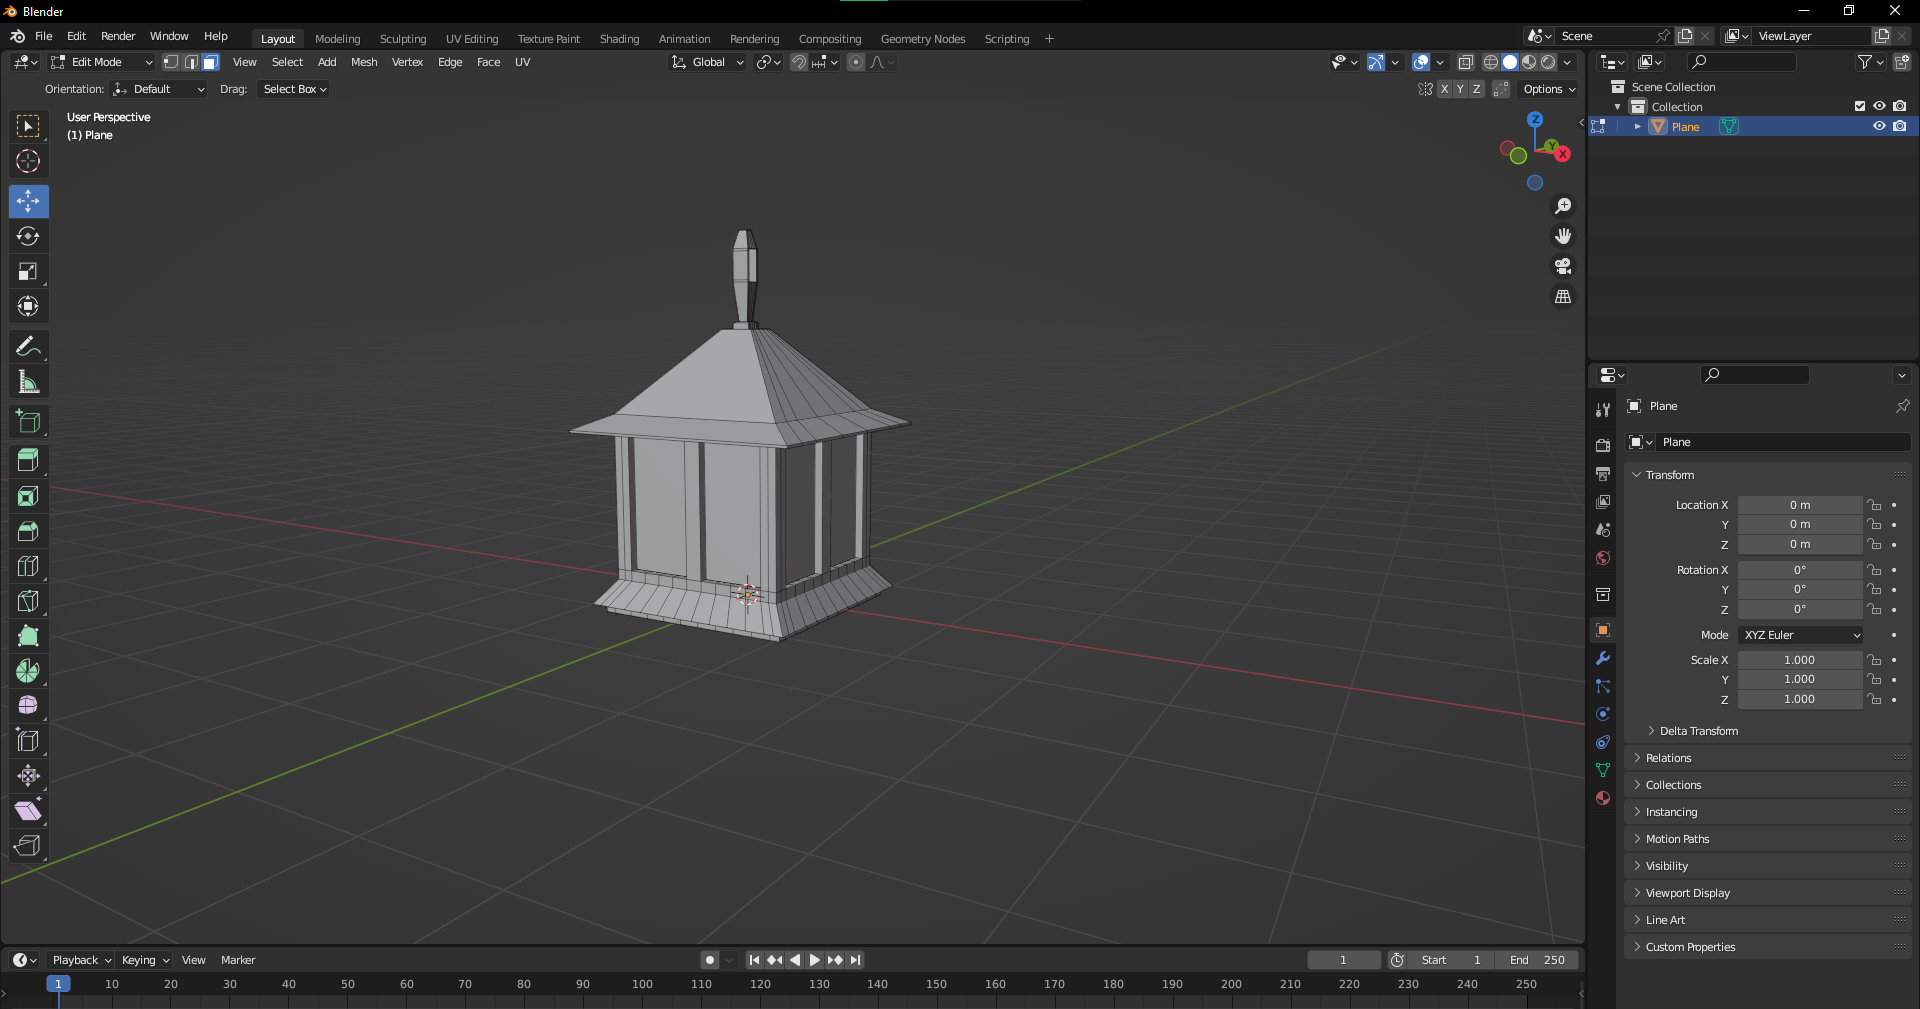 Blender
File Edit Render Window Help Layout Modeling Sculpting UV Editing Texture Paint Shading Animation Rendering Compositing Geometry Nodes Scripting + Scene ViewLayer
Edit Mode View Select Add Mesh Vertex Edge Face UV Global
Orientation: Default Drag: Select Box X Y Z Options
User Perspective
(1) Plane
Z
Y
X
Scene Collection
Collection
Plane
Plane
Plane
Transform
Location X 0 m
Y 0 m
Z 0 m
Rotation X 0°
Y 0°
Z 0°
Mode XYZ Euler
Scale X 1.000
Y 1.000
Z 1.000
Delta Transform
Relations
Collections
Instancing
Motion Paths
Visibility
Viewport Display
Line Art
Custom Properties
Playback Keying View Marker 1 Start 1 End 250
1 10 20 30 40 50 60 70 80 90 100 110 120 130 140 150 160 170 180 190 200 210 220 230 240 250